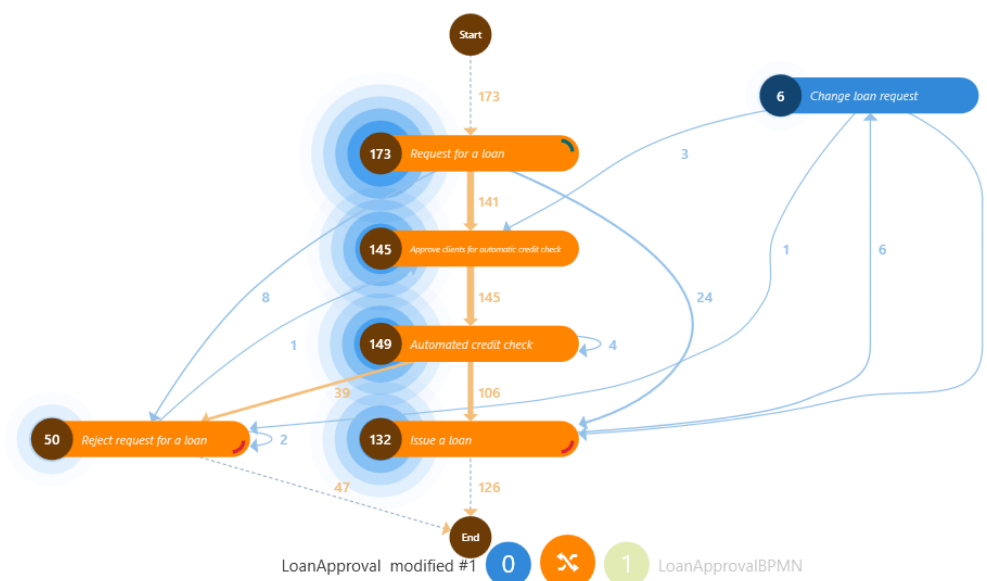 Start
173
6 Change loan request
173 Request for a loan
3
141
145 Approve clients for automatic credit check
1
6
8
145
24
1
149 Automated credit check
4
39
106
50 Reject request for a loan
2
132 Issue a loan
47
126
End
LoanApproval modified #1 0 1 LoanApprovalBPMN